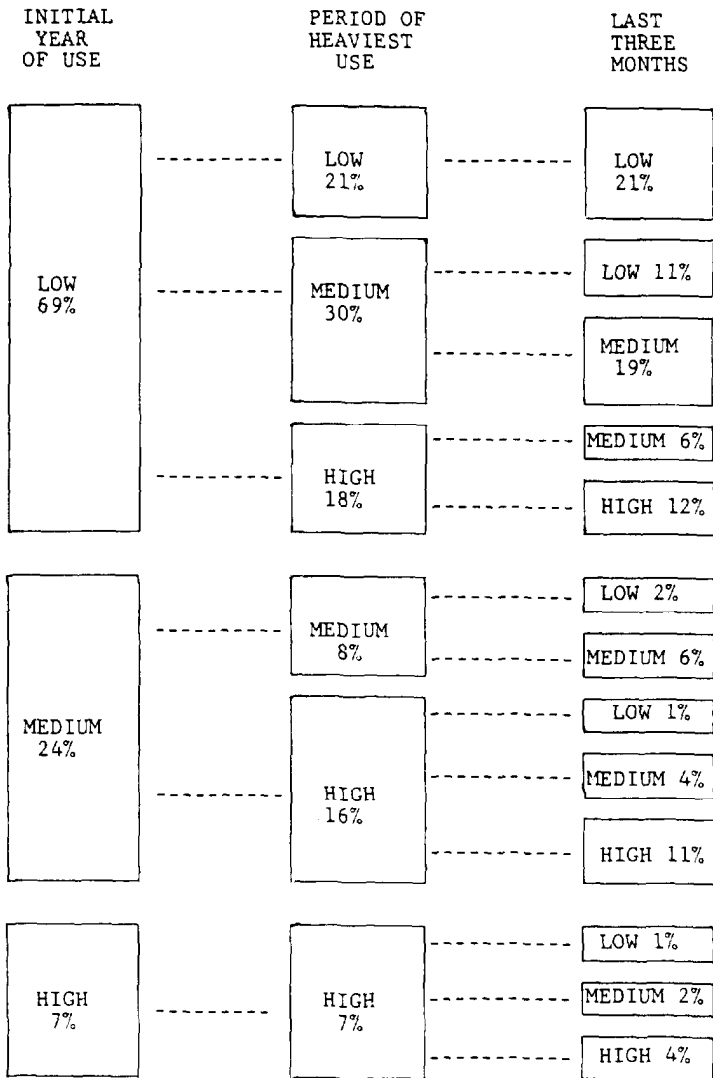 INITIAL
YEAR
OF USE
PERIOD OF
HEAVIEST
USE
LAST
THREE
MONTHS
LOW
69%
LOW
21%
LOW
21%
MEDIUM
30%
LOW 11%
MEDIUM
19%
HIGH
18%
MEDIUM 6%
HIGH 12%
MEDIUM
24%
MEDIUM
8%
LOW 2%
MEDIUM 6%
HIGH
16%
LOW 1%
MEDIUM 4%
HIGH 11%
HIGH
7%
HIGH
7%
LOW 1%
MEDIUM 2%
HIGH 4%